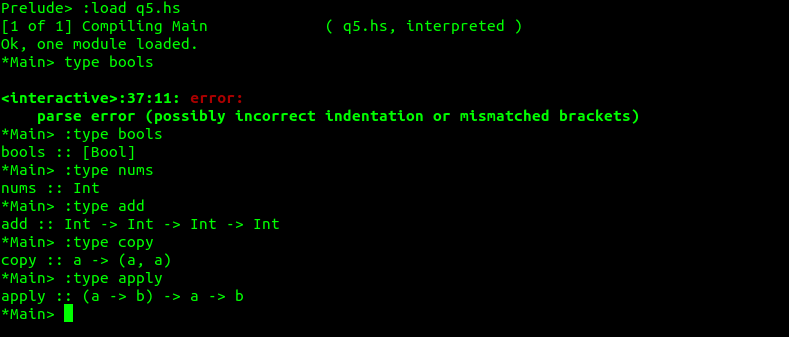 Prelude> :load q5.hs
[1 of 1] Compiling Main             ( q5.hs, interpreted )
Ok, one module loaded.
*Main> type bools
<interactive>:37:11: error:
    parse error (possibly incorrect indentation or mismatched brackets)
*Main> :type bools
bools :: [Bool]
*Main> :type nums
nums :: Int
*Main> :type add
add :: Int -> Int -> Int -> Int
*Main> :type copy
copy :: a -> (a, a)
*Main> :type apply
apply :: (a -> b) -> a -> b
*Main>